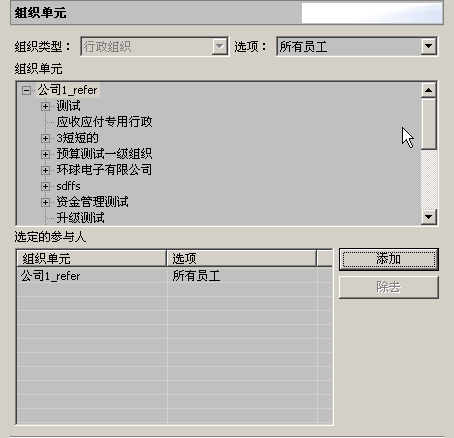 组织单元
组织类型： 行政组织 选项： 所有员工
组织单元
公司1_refer
测试
应收应付专用行政
3短短的
预算测试一级组织
环球电子有限公司
sdffs
资金管理测试
升级测试
选定的参与人
组织单元 选项 添加
公司1_refer 所有员工
除去